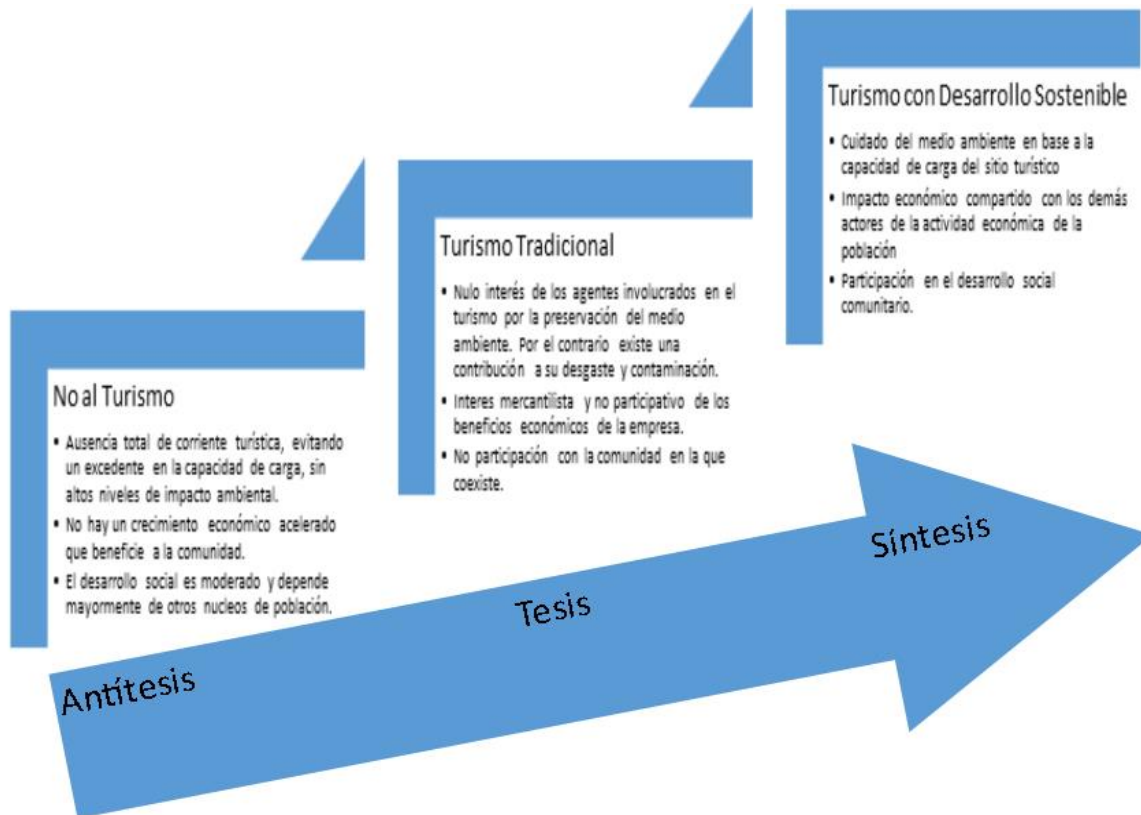 No al Turismo
▪ Ausencia total de corriente turística, evitando
un excedente en la capacidad de carga, sin
altos niveles de impacto ambiental.
▪ No hay un crecimiento económico acelerado
que beneficie a la comunidad.
▪ El desarrollo social es moderado y depende
mayormente de otros nucleos de población.
Turismo Tradicional
▪ Nulo interés de los agentes involucrados en el
turismo por la preservación del medio
ambiente. Por el contrario existe una
contribución a su desgaste y contaminación.
▪ Interes mercantilista y no participativo de los
beneficios económicos de la empresa.
▪ No participación con la comunidad en la que
coexiste.
Turismo con Desarrollo Sostenible
▪ Cuidado del medio ambiente en base a la
capacidad de carga del sitio turístico
▪ Impacto económico compartido con los demás
actores de la actividad económica de la
población
▪ Participación en el desarrollo social
comunitario.
Antítesis
Tesis
Síntesis